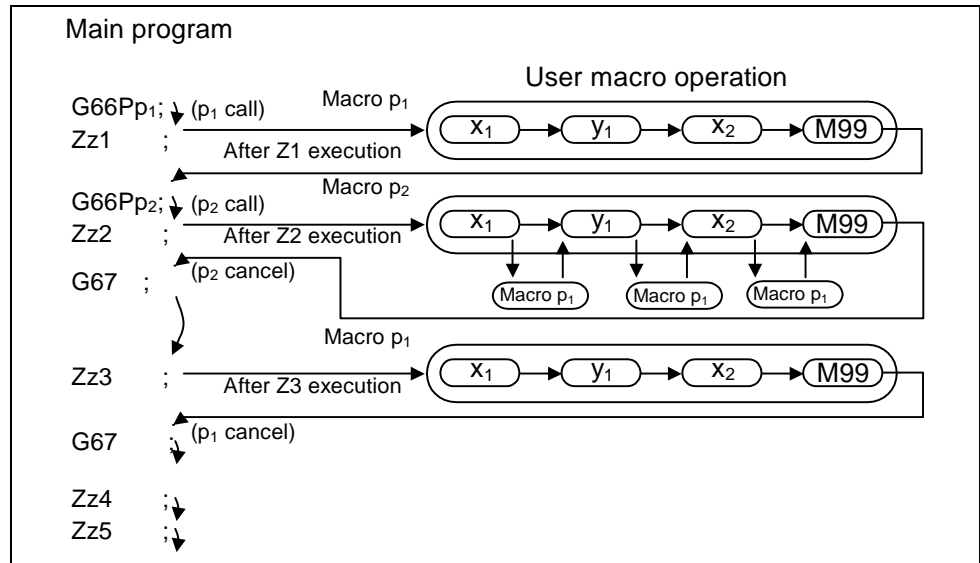 Main program
User macro operation
G66Pp₁; (p₁ call) Macro p₁
x₁ y₁ x₂ M99
Zz1 ;
After Z1 execution
Macro p₂
G66Pp₂; (p₂ call)
x₁ y₁ x₂ M99
Zz2 ; After Z2 execution
(p₂ cancel)
G67 ;
Macro p₁ Macro p₁ Macro p₁
Macro p₁
x₁ y₁ x₂ M99
Zz3 ; After Z3 execution
(p₁ cancel)
G67 ;
Zz4 ;
Zz5 ;